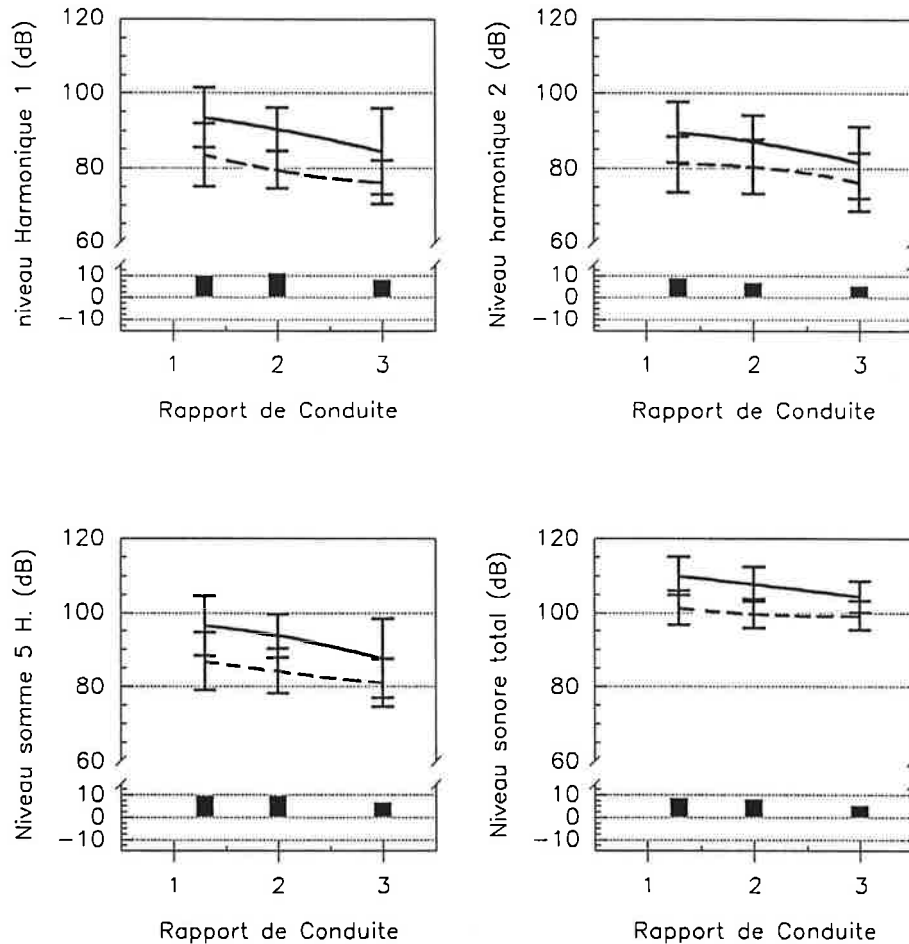 niveau Harmonique 1 (dB)
120
100
80
60
10
0
−10
1 2 3
Rapport de Conduite
Niveau harmonique 2 (dB)
120
100
80
60
10
0
−10
1 2 3
Rapport de Conduite
Niveau somme 5 H. (dB)
120
100
80
60
10
0
−10
1 2 3
Rapport de Conduite
Niveau sonore total (dB)
120
100
80
60
10
0
−10
1 2 3
Rapport de Conduite